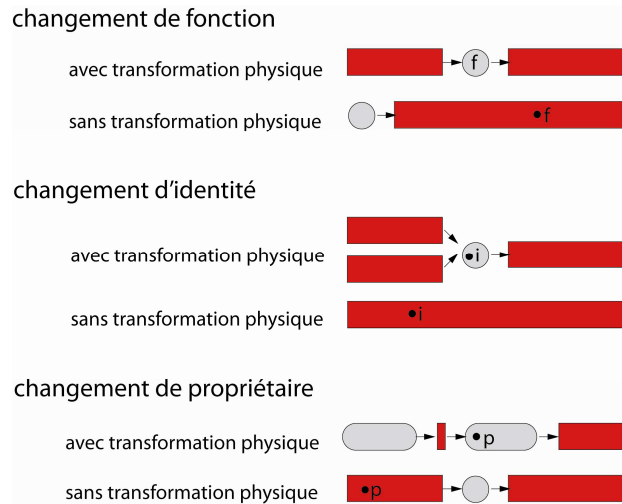 changement de fonction
avec transformation physique
f
sans transformation physique
f
changement d'identité
avec transformation physique
i
sans transformation physique
i
changement de propriétaire
avec transformation physique
p
sans transformation physique
p